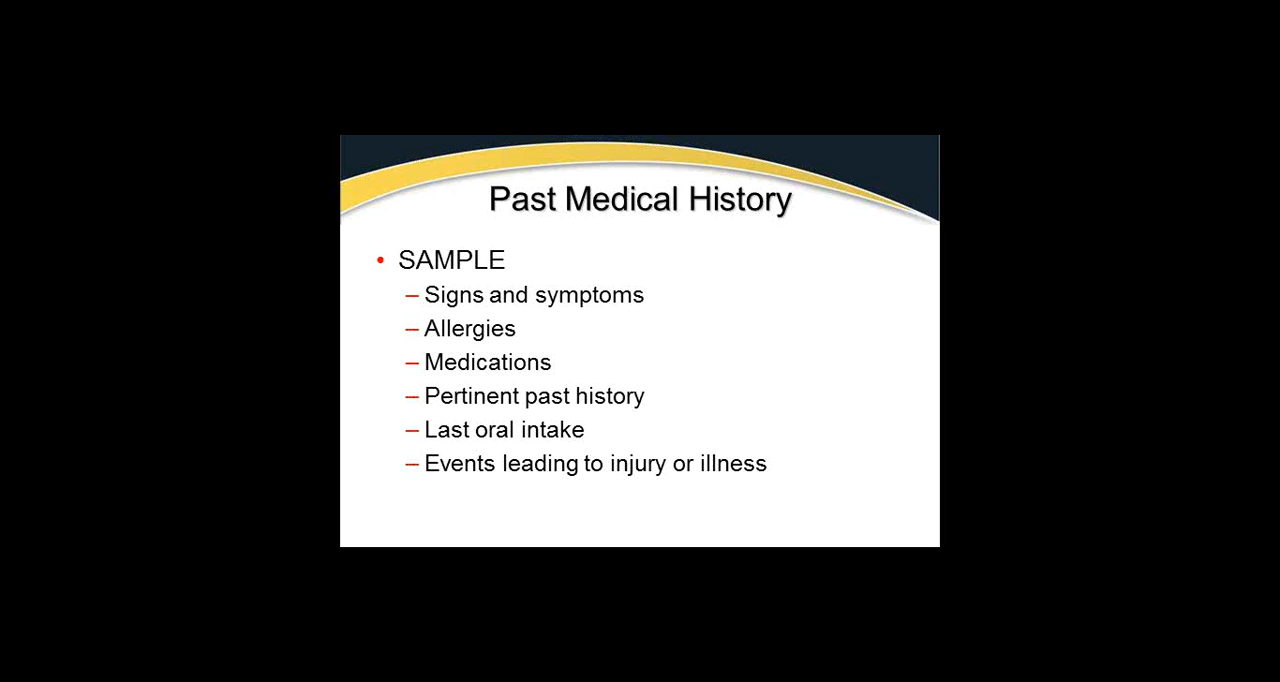 Past Medical History
• SAMPLE
– Signs and symptoms
– Allergies
– Medications
– Pertinent past history
– Last oral intake
– Events leading to injury or illness